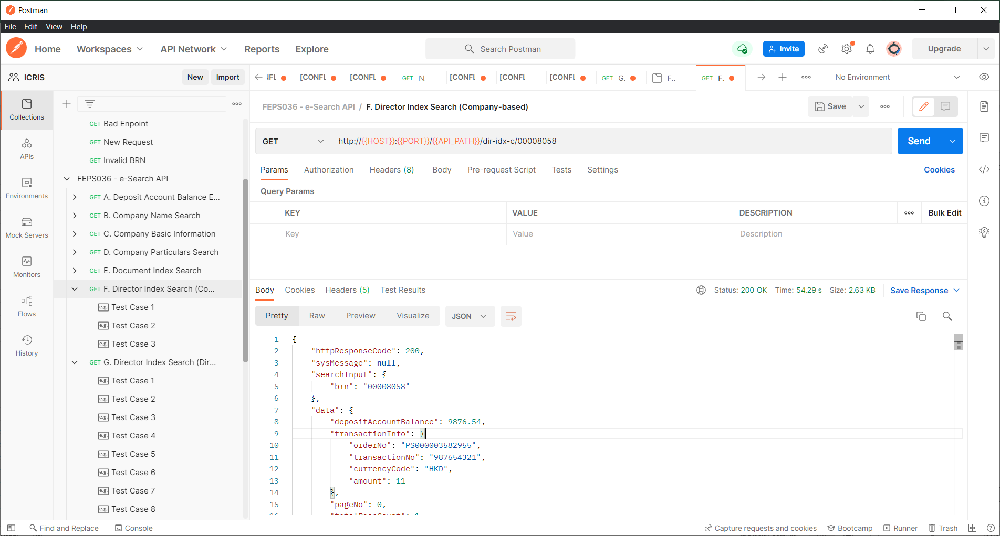 Postman
File Edit View Help
Home Workspaces API Network Reports Explore Search Postman Invite Upgrade
ICRIS New Import IFL [CONFL [CONFL GET N. [CONFL [CONFL [CONFL GET G. F.. GET F. No Environment
Collections
APIs
Environments
Mock Servers
Monitors
Flows
History
GET Bad Enpoint
GET New Request
GET Invalid BRN
FEPS036 - e-Search API
GET A. Deposit Account Balance E...
GET B. Company Name Search
GET C. Company Basic Information
GET D. Company Particulars Search
GET E. Document Index Search
GET F. Director Index Search (Co...
e.g. Test Case 1
e.g. Test Case 2
e.g. Test Case 3
GET G. Director Index Search (Dir...
e.g. Test Case 1
e.g. Test Case 2
e.g. Test Case 3
e.g. Test Case 4
e.g. Test Case 5
e.g. Test Case 6
e.g. Test Case 7
e.g. Test Case 8
FEPS036 - e-Search API / F. Director Index Search (Company-based) Save
GET http://{{HOST}}:{{PORT}}/{{API_PATH}}/dir-idx-c/00008058 Send
Params Authorization Headers (8) Body Pre-request Script Tests Settings Cookies
Query Params
KEY VALUE DESCRIPTION Bulk Edit
Key Value Description
Body Cookies Headers (5) Test Results Status: 200 OK Time: 54.29 s Size: 2.63 KB Save Response
Pretty Raw Preview Visualize JSON
1 {
2 "httpResponseCode": 200,
3 "sysMessage": null,
4 "searchInput": {
5 "brn": "00008058"
6 },
7 "data": {
8 "depositAccountBalance": 9876.54,
9 "transactionInfo": {
10 "orderNo": "PS000003582955",
11 "transactionNo": "987654321",
12 "currencyCode": "HKD",
13 "amount": 11
14 },
15 "pageNo": 0,
Find and Replace Console Capture requests and cookies Bootcamp Runner Trash